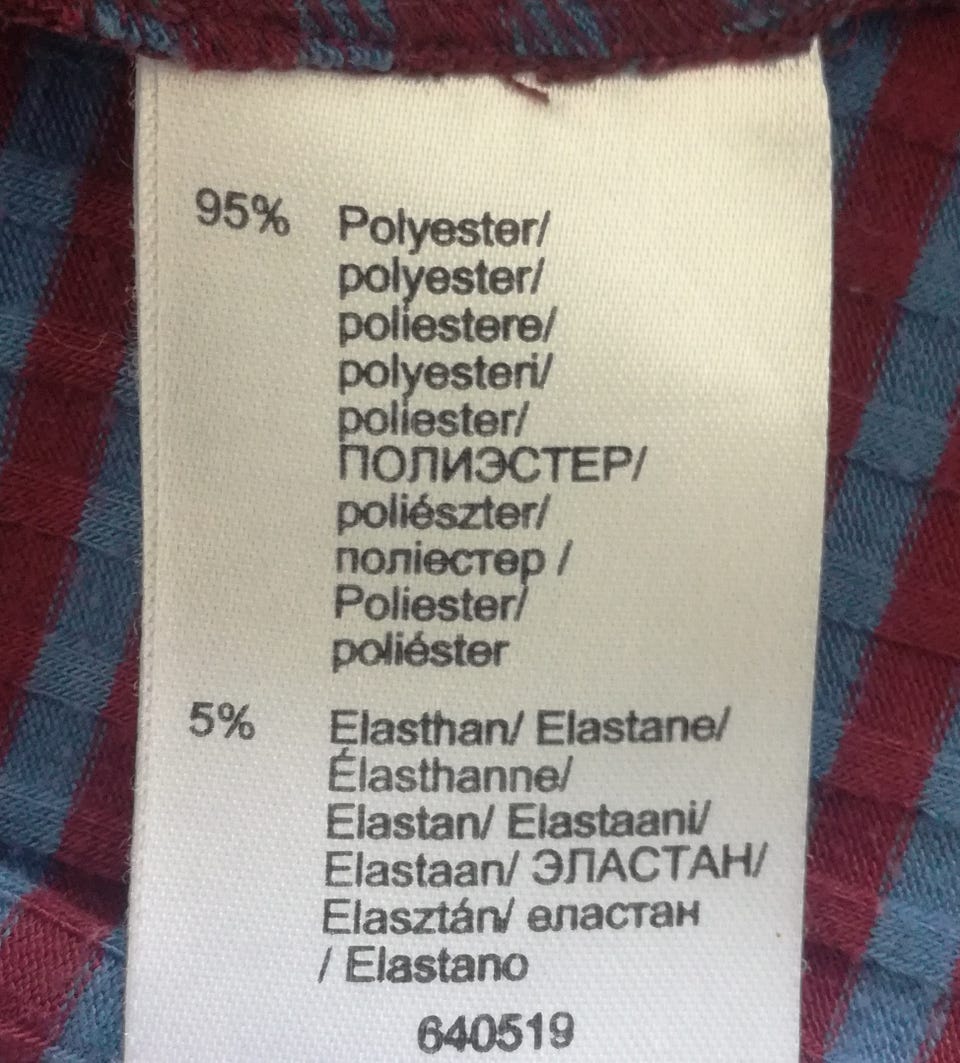 95% Polyester/
polyester/
poliestere/
polyesteri/
poliester/
ПОЛИЭСТЕР/
poliészter/
поліестер /
Poliester/
poliéster
5% Elasthan/ Elastane/
Élasthanne/
Elastan/ Elastaani/
Elastaan/ ЭЛАСТАН/
Elasztán/ еластан
/ Elastano
640519